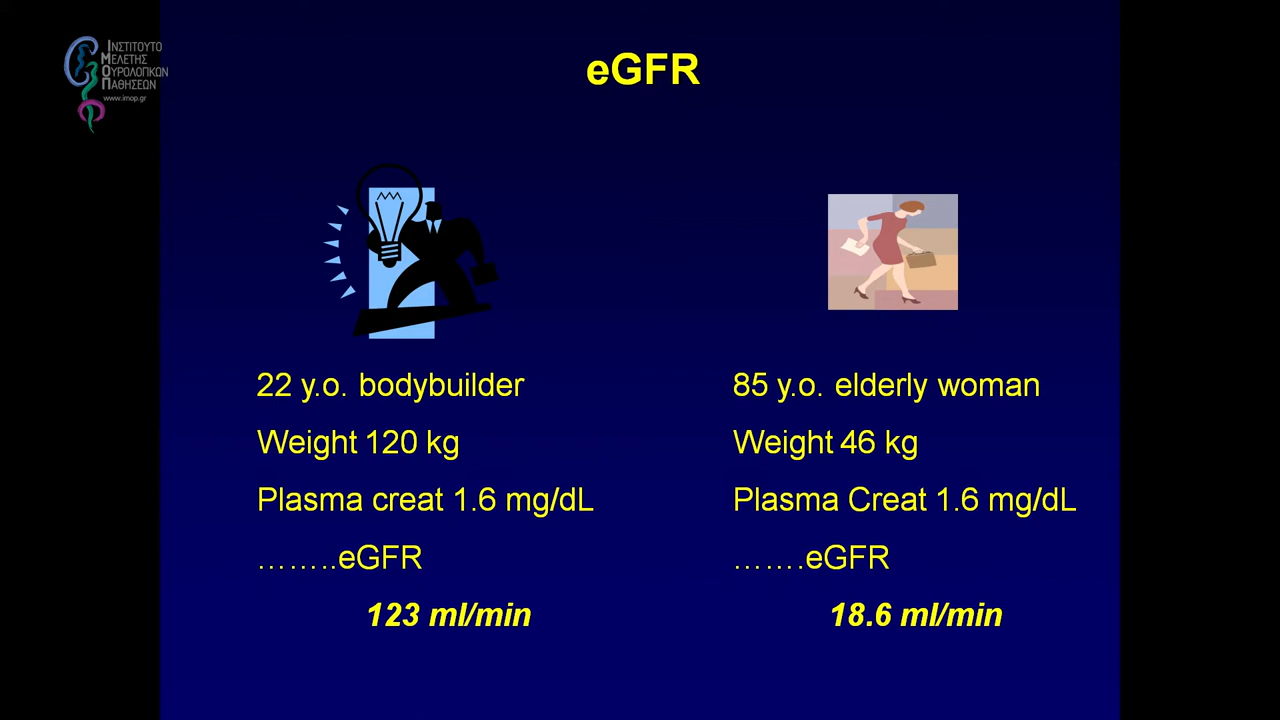 ΙΝΣΤΙΤΟΥΤΟ
ΜΕΛΕΤΗΣ
ΟΥΡΟΛΟΓΙΚΩΝ
ΠΑΘΗΣΕΩΝ
www.imop.gr
eGFR
22 y.o. bodybuilder
Weight 120 kg
Plasma creat 1.6 mg/dL
……..eGFR
123 ml/min
85 y.o. elderly woman
Weight 46 kg
Plasma Creat 1.6 mg/dL
…….eGFR
18.6 ml/min